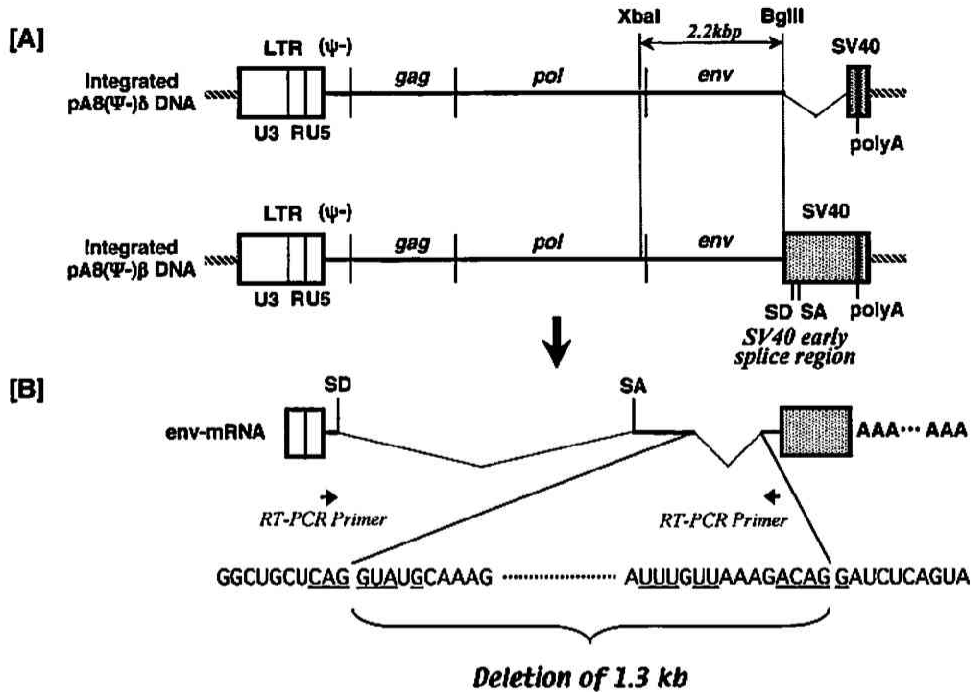 [A]
XbaI BglII
2.2kbp
LTR (ψ-) SV40
Integrated
pA8(Ψ-)δ DNA
gag pol env
U3 R U5
polyA
LTR (ψ-) SV40
Integrated
pA8(Ψ-)β DNA
gag pol env
U3 R U5
SD SA polyA
SV40 early
splice region
[B]
SD SA
env-mRNA
AAA··· AAA
RT-PCR Primer RT-PCR Primer
GGCUGCUCAG GUAUGCAAAG ·················· AUUUGUUAAAGACAG GAUCUCAGUA
Deletion of 1.3 kb